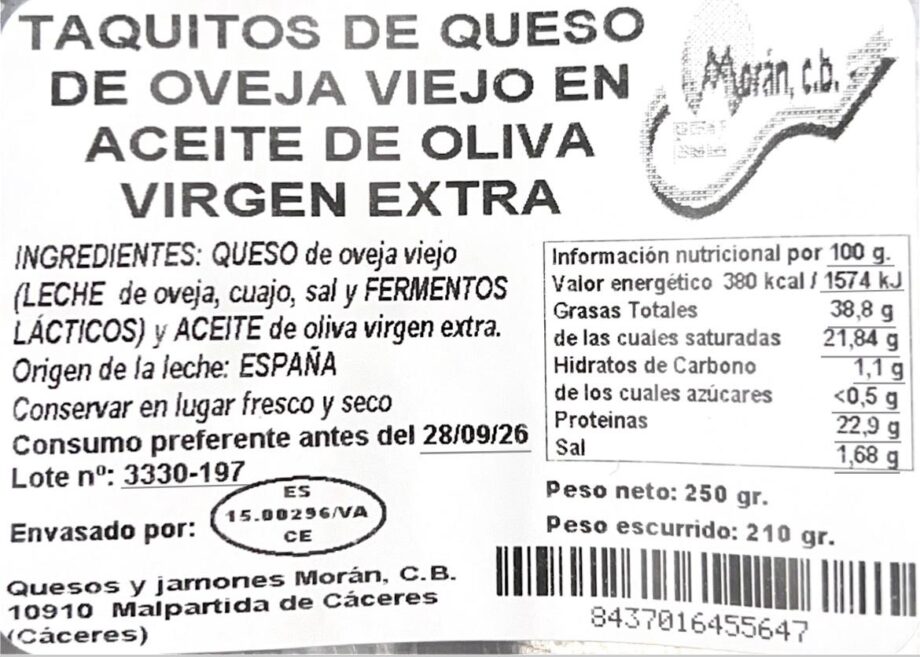 TAQUITOS DE QUESO
DE OVEJA VIEJO EN
ACEITE DE OLIVA
VIRGEN EXTRA
Morán, c.b.
INGREDIENTES: QUESO de oveja viejo
(LECHE de oveja, cuajo, sal y FERMENTOS
LÁCTICOS) y ACEITE de oliva virgen extra.
Origen de la leche: ESPAÑA
Conservar en lugar fresco y seco
Consumo preferente antes del 28/09/26
Lote nº: 3330-197
Envasado por:
ES
15.00296/VA
CE
Quesos y jamones Morán, C.B.
10910 Malpartida de Cáceres
(Cáceres)
Información nutricional por 100 g.
Valor energético 380 kcal / 1574 kJ
Grasas Totales 38,8 g
de las cuales saturadas 21,84 g
Hidratos de Carbono 1,1 g
de los cuales azúcares <0,5 g
Proteinas 22,9 g
Sal 1,68 g
Peso neto: 250 gr.
Peso escurrido: 210 gr.
8437016455647